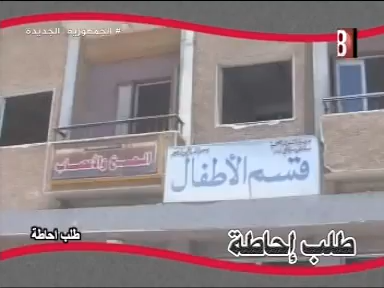 #الجمهورية الجديدة
المخ والأعصاب
قسم الأطفال
طلب احاطة
طلب إحاطة